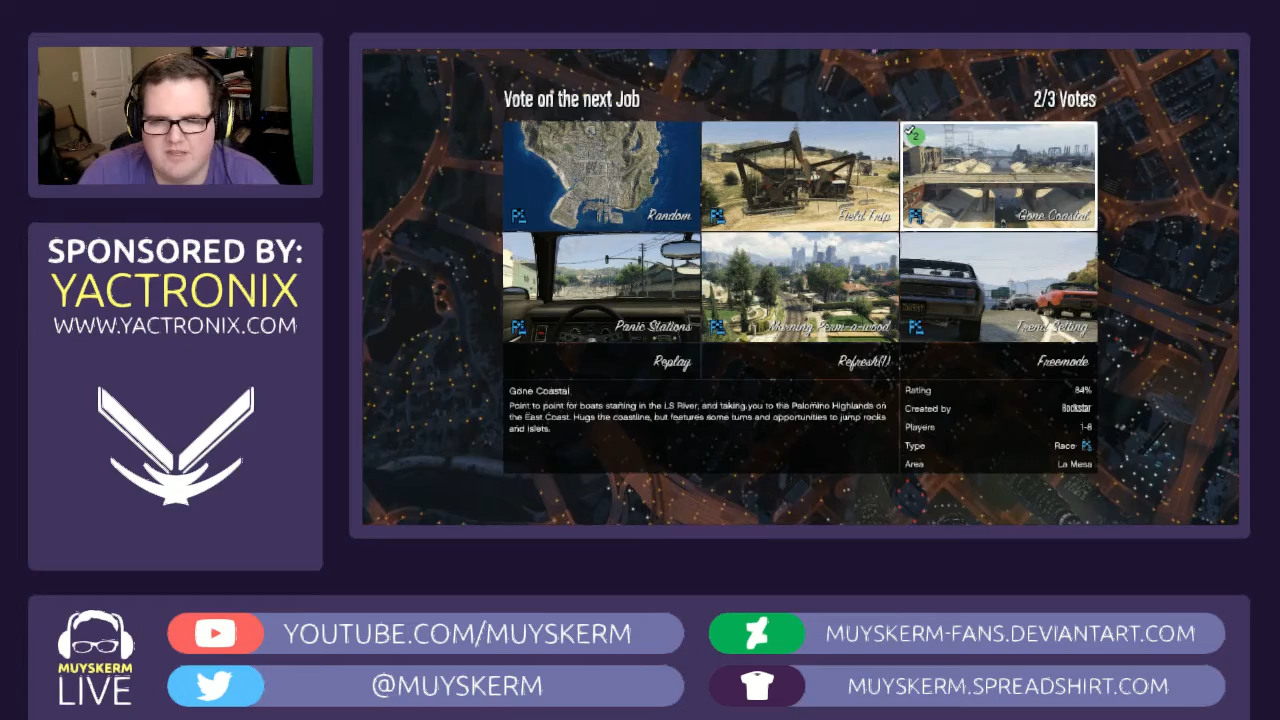 SPONSORED BY:
YACTRONIX
WWW.YACTRONIX.COM
Vote on the next Job
2/3 Votes
2
Random
Field Trip
Gone Coastal
Panic Stations
Morning Perm-a-wood
Trend Setting
Replay
Refresh(1)
Freemode
Gone Coastal
Point to point for boats starting in the LS River, and taking you to the Palomino Highlands on
the East Coast. Hugs the coastline, but features some turns and opportunities to jump rocks
and islets.
Rating 84%
Created by Rockstar
Players 1-8
Type Race
Area La Mesa
MUYSKERM
LIVE
YOUTUBE.COM/MUYSKERM
@MUYSKERM
MUYSKERM-FANS.DEVIANTART.COM
MUYSKERM.SPREADSHIRT.COM